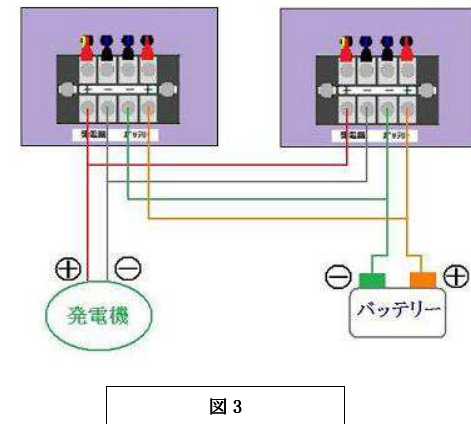 発電機 バッテリー
発電機 バッテリー
⊕ ⊖
⊖ ⊕
発電機
バッテリー
図 3